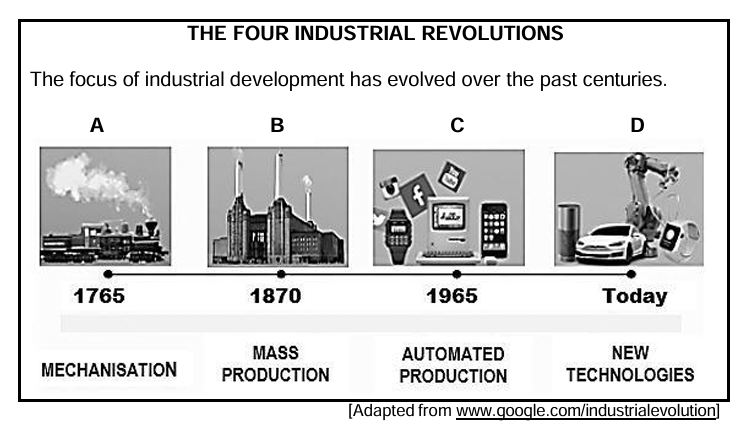 THE FOUR INDUSTRIAL REVOLUTIONS
The focus of industrial development has evolved over the past centuries.
A B C D
1765 1870 1965 Today
MECHANISATION
MASS
PRODUCTION
AUTOMATED
PRODUCTION
NEW
TECHNOLOGIES
[Adapted from www.google.com/industrialevolution]